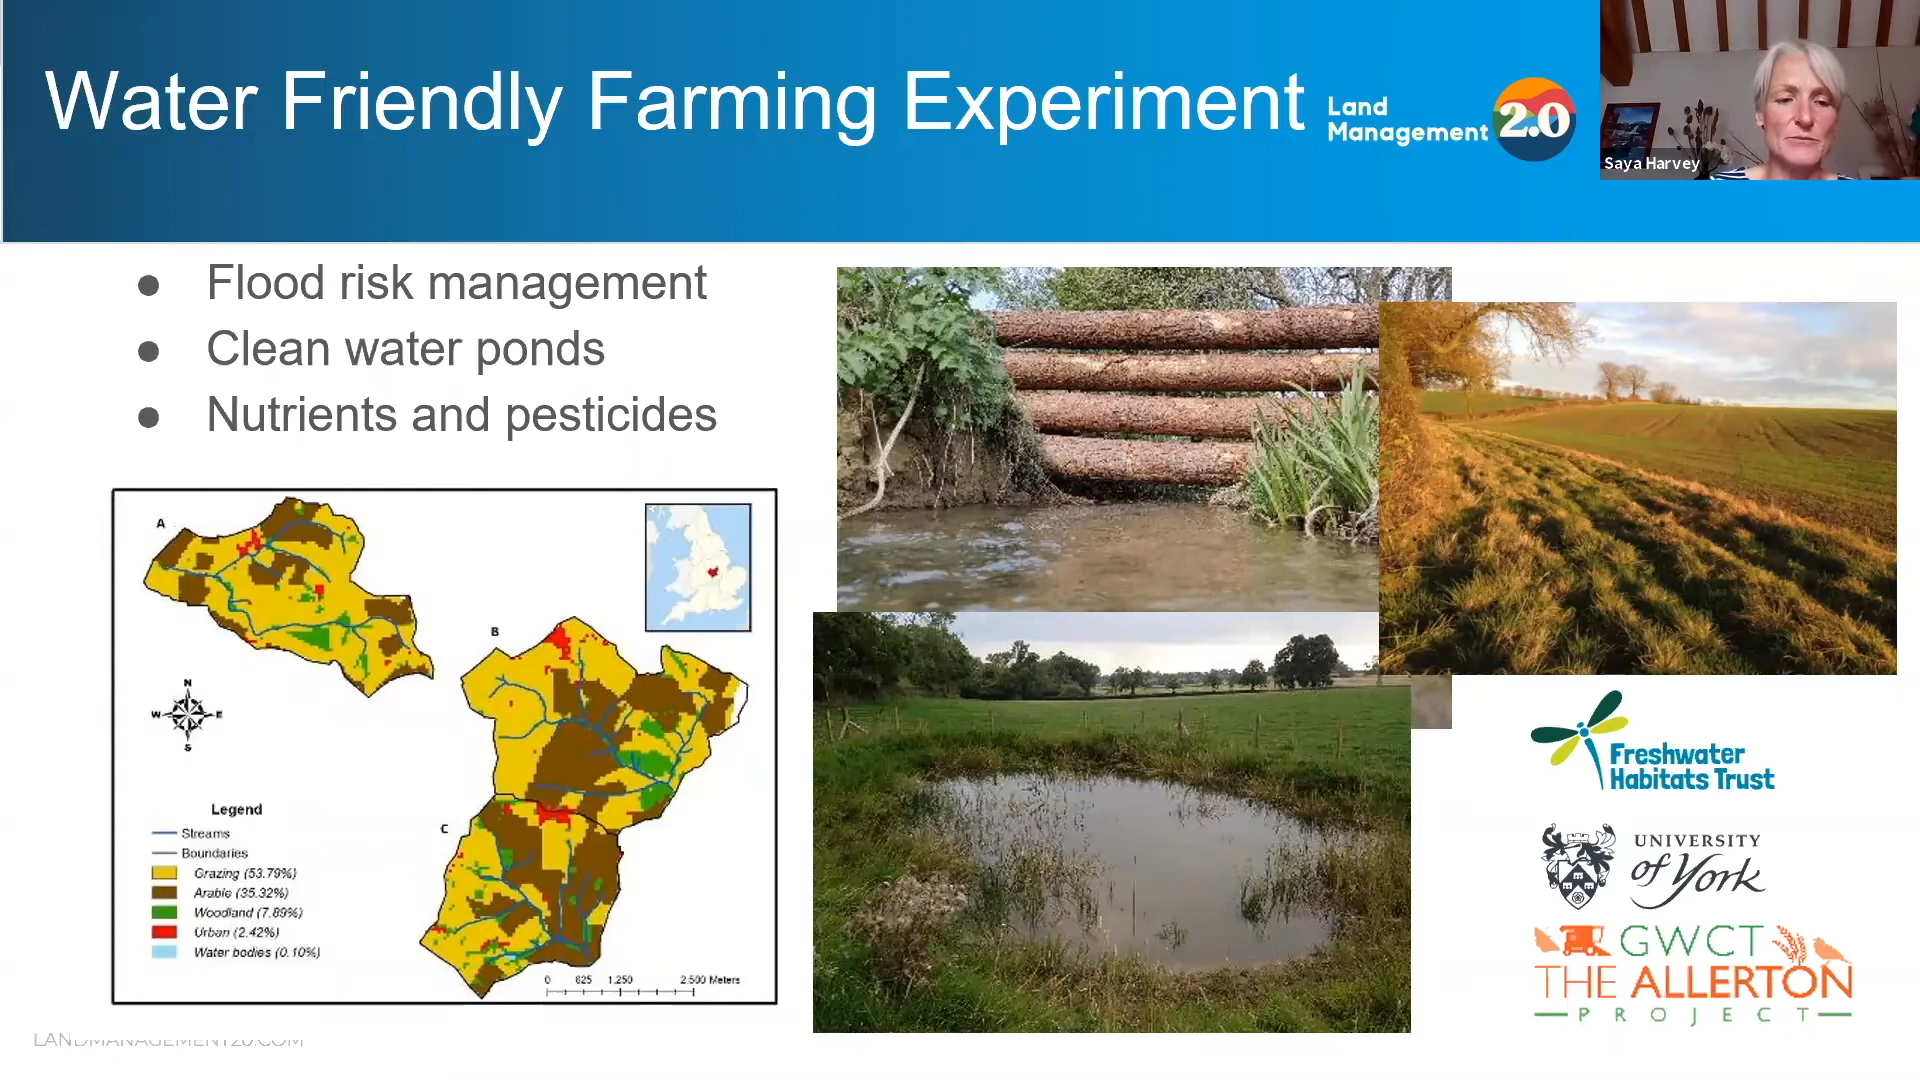 Water Friendly Farming Experiment
Land
Management
2.0
Saya Harvey
● Flood risk management
● Clean water ponds
● Nutrients and pesticides
A
B
C
N
W E
S
Legend
Streams
Boundaries
Grazing (53.79%)
Arable (35.32%)
Woodland (7.89%)
Urban (2.42%)
Water bodies (0.10%)
0 625 1,250 2,500 Meters
Freshwater
Habitats Trust
UNIVERSITY
of York
GWCT
THE ALLERTON
PROJECT
LANDMANAGEMENT20.COM